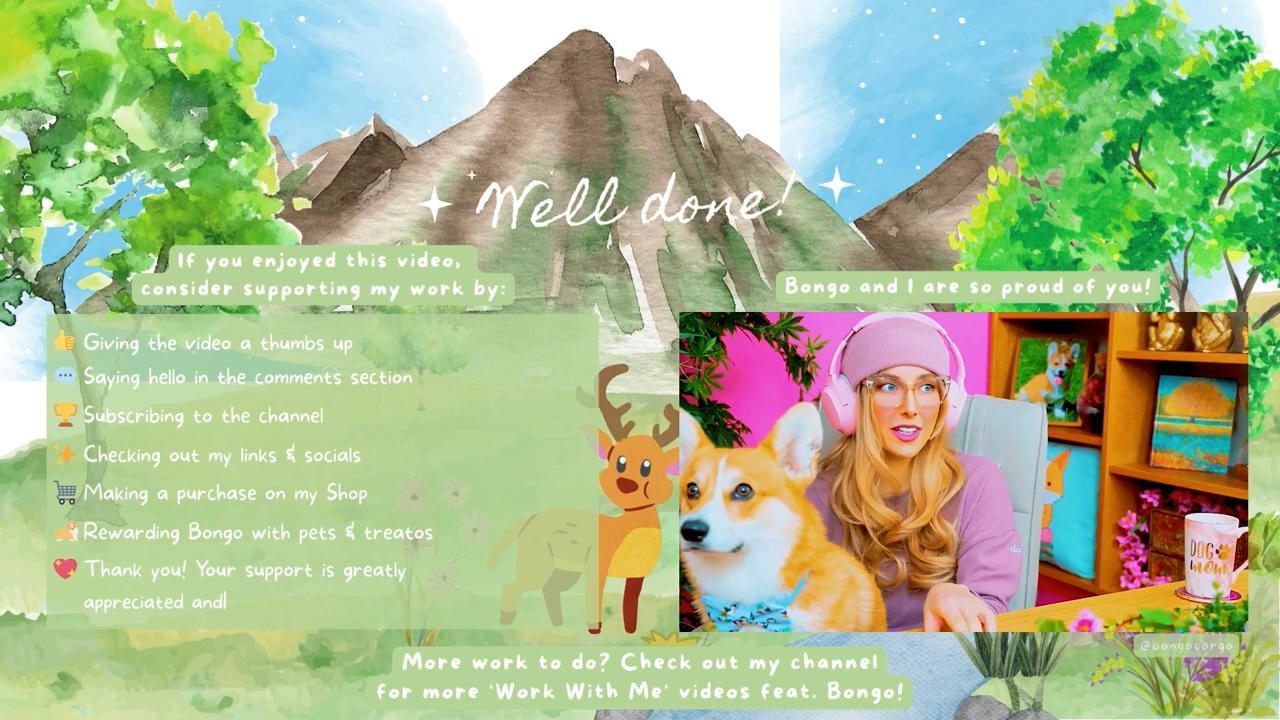 Well done!
If you enjoyed this video,
consider supporting my work by:
Bongo and I are so proud of you!
👍 Giving the video a thumbs up
💬 Saying hello in the comments section
🏆 Subscribing to the channel
✨ Checking out my links & socials
🛒 Making a purchase on my Shop
Rewarding Bongo with pets & treatos
💖 Thank you! Your support is greatly
appreciated and
do
DOG
mom
@bongocorgo
More work to do? Check out my channel
for more 'Work With Me' videos feat. Bongo!